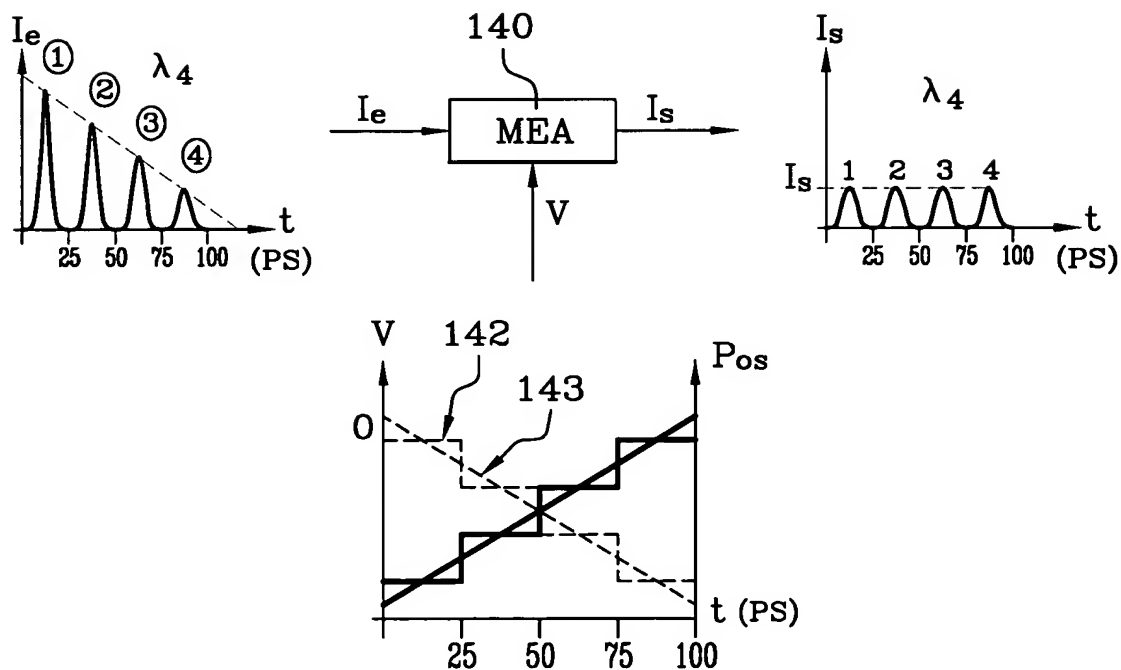 Ie
① λ4
②
③
④
t
25 50 75 100 (PS)
140
Ie MEA Is
V
Is
λ4
Is 1 2 3 4
t
25 50 75 100 (PS)
V 142 Pos
143
0
t (PS)
25 50 75 100